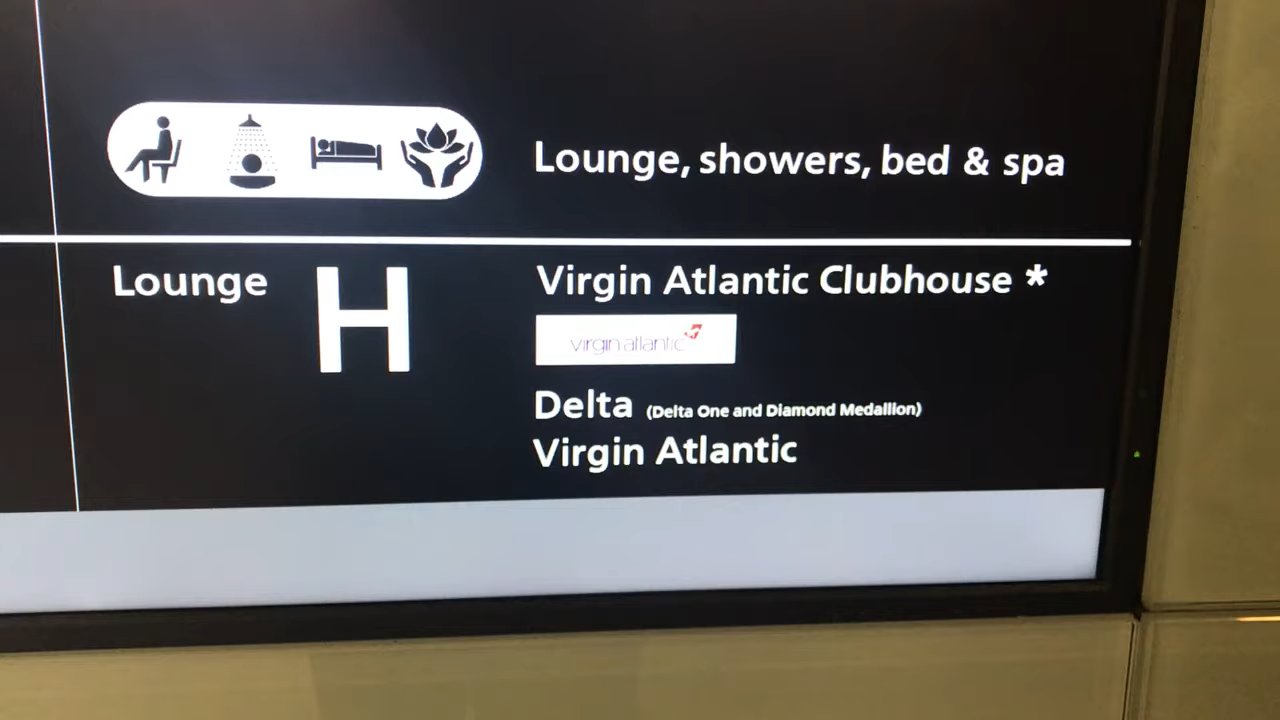 Lounge, showers, bed & spa
Lounge H Virgin Atlantic Clubhouse *
virgin atlantic
Delta (Delta One and Diamond Medallion)
Virgin Atlantic